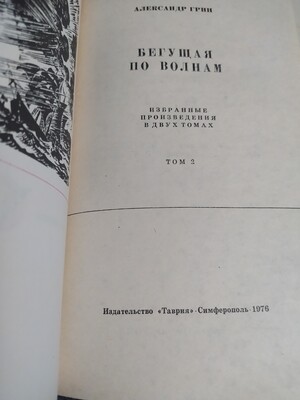 АЛЕКСАНДР ГРИН
БЕГУЩАЯ
ПО ВОЛНАМ
ИЗБРАННЫЕ
ПРОИЗВЕДЕНИЯ
В ДВУХ ТОМАХ
ТОМ 2
Издательство «Таврия» · Симферополь · 1976